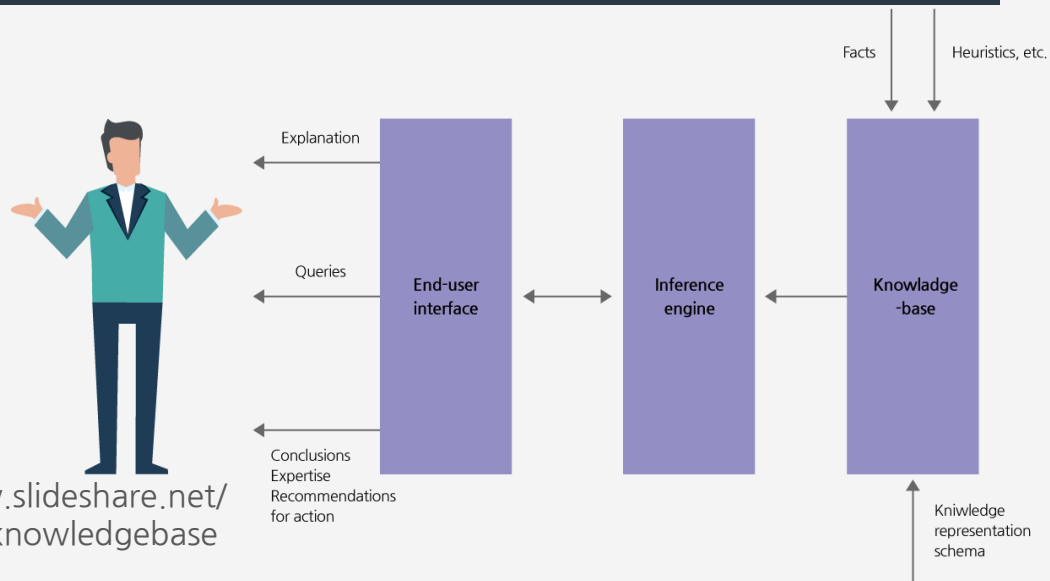 Facts
Heuristics, etc.
Explanation
Queries
End-user
interface
Inference
engine
Knowladge
-base
Conclusions
Expertise
Recommendations
for action
.slideshare.net/
knowledgebase
Kniwledge
representation
schema